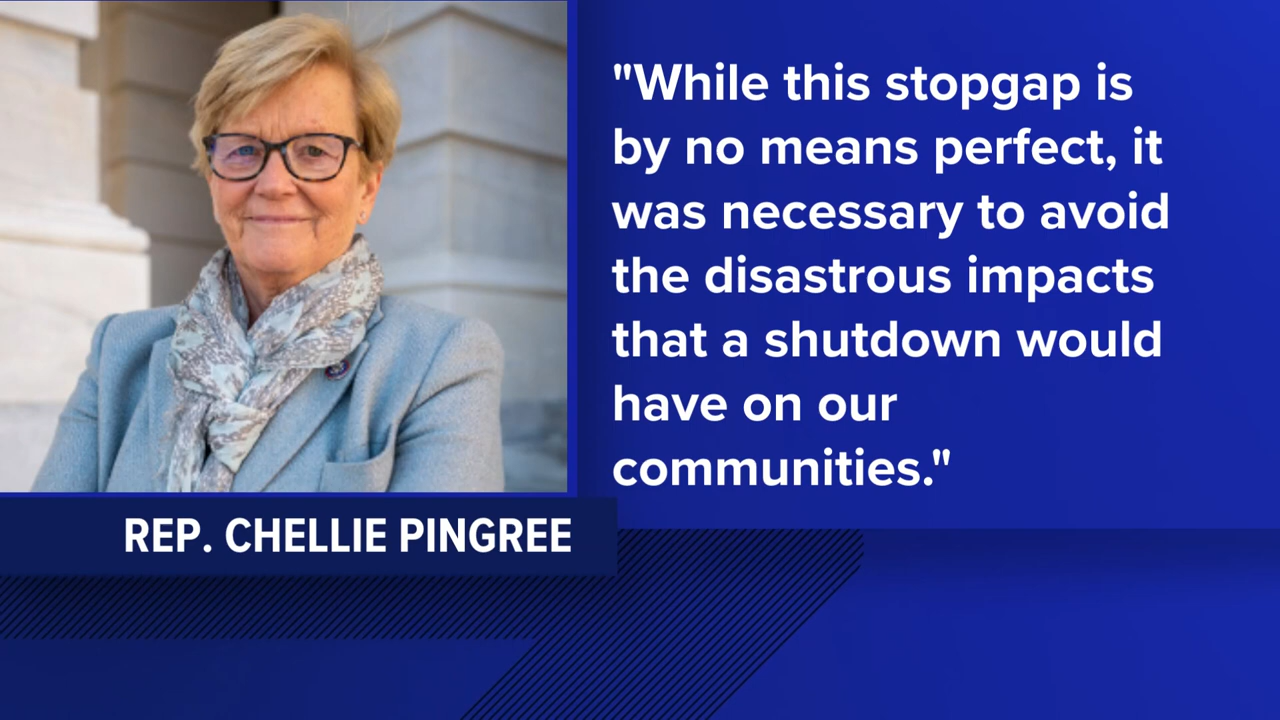 "While this stopgap is
by no means perfect, it
was necessary to avoid
the disastrous impacts
that a shutdown would
have on our
communities."
REP. CHELLIE PINGREE